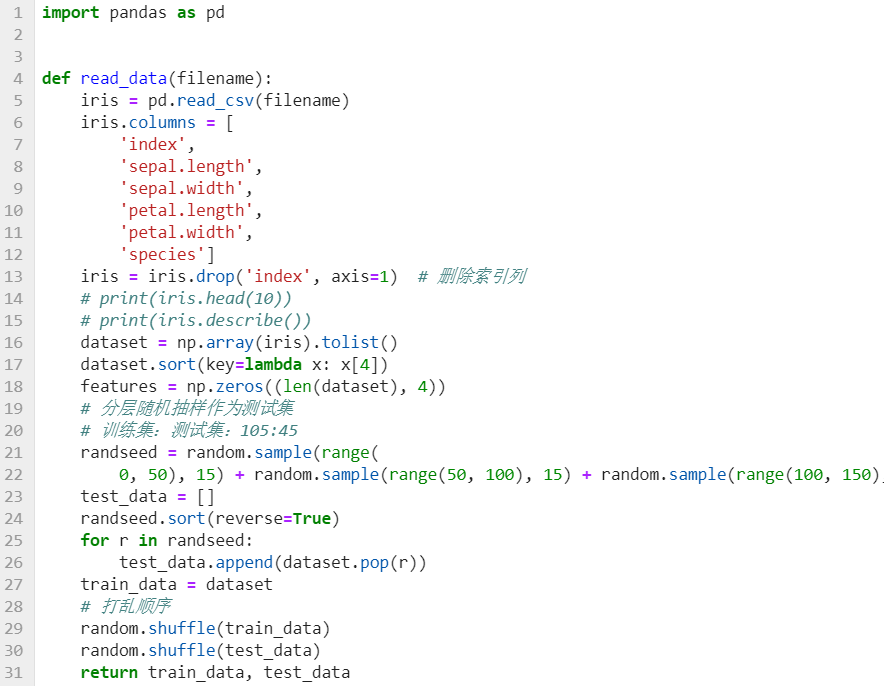 1 import pandas as pd
2
3
4 def read_data(filename):
5     iris = pd.read_csv(filename)
6     iris.columns = [
7         'index',
8         'sepal.length',
9         'sepal.width',
10         'petal.length',
11         'petal.width',
12         'species']
13     iris = iris.drop('index', axis=1)  # 删除索引列
14     # print(iris.head(10))
15     # print(iris.describe())
16     dataset = np.array(iris).tolist()
17     dataset.sort(key=lambda x: x[4])
18     features = np.zeros((len(dataset), 4))
19     # 分层随机抽样作为测试集
20     # 训练集：测试集：105:45
21     randseed = random.sample(range(
22         0, 50), 15) + random.sample(range(50, 100), 15) + random.sample(range(100, 150)
23     test_data = []
24     randseed.sort(reverse=True)
25     for r in randseed:
26         test_data.append(dataset.pop(r))
27     train_data = dataset
28     # 打乱顺序
29     random.shuffle(train_data)
30     random.shuffle(test_data)
31     return train_data, test_data